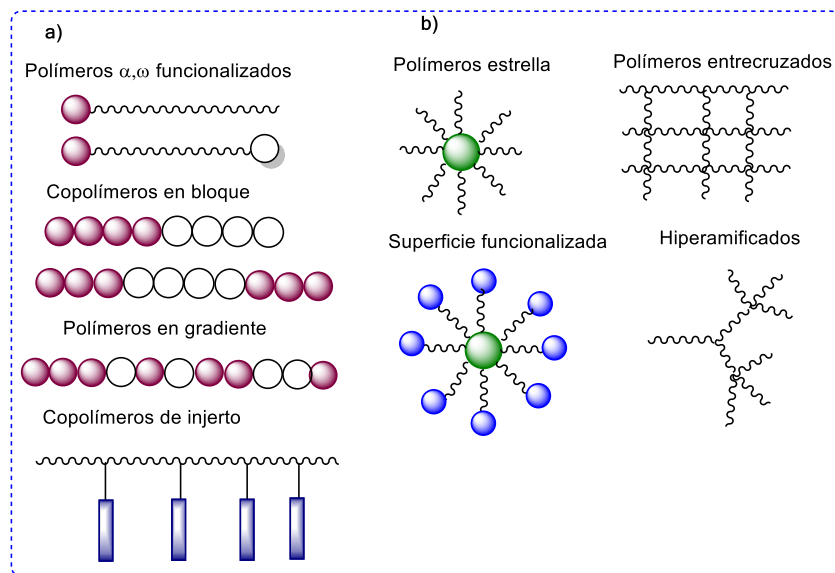 a)
Polímeros α,ω funcionalizados
Copolímeros en bloque
Polímeros en gradiente
Copolímeros de injerto
b)
Polímeros estrella
Polímeros entrecruzados
Superficie funcionalizada
Hiperamificados